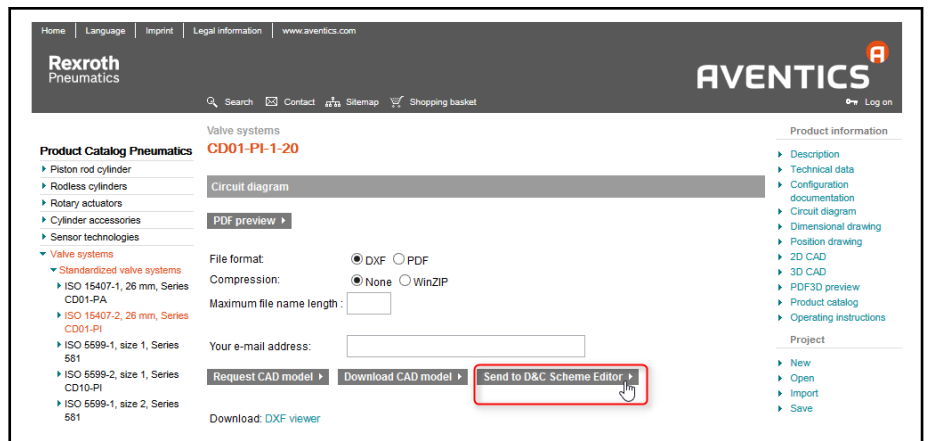 Home
Language
Imprint
Legal information
www.aventics.com
Rexroth
Pneumatics
AVENTICS
Search
Contact
Sitemap
Shopping basket
Log on
Product Catalog Pneumatics
Piston rod cylinder
Rodless cylinders
Rotary actuators
Cylinder accessories
Sensor technologies
Valve systems
Standardized valve systems
ISO 15407-1, 26 mm, Series
CD01-PA
ISO 15407-2, 26 mm, Series
CD01-PI
ISO 5599-1, size 1, Series
581
ISO 5599-2, size 1, Series
CD10-PI
ISO 5599-1, size 2, Series
581
Valve systems
CD01-PI-1-20
Circuit diagram
PDF preview
File format:
DXF
PDF
Compression:
None
WinZIP
Maximum file name length :
Your e-mail address:
Request CAD model
Download CAD model
Send to D&C Scheme Editor
Download: DXF viewer
Product information
Description
Technical data
Configuration
documentation
Circuit diagram
Dimensional drawing
Position drawing
2D CAD
3D CAD
PDF3D preview
Product catalog
Operating instructions
Project
New
Open
Import
Save